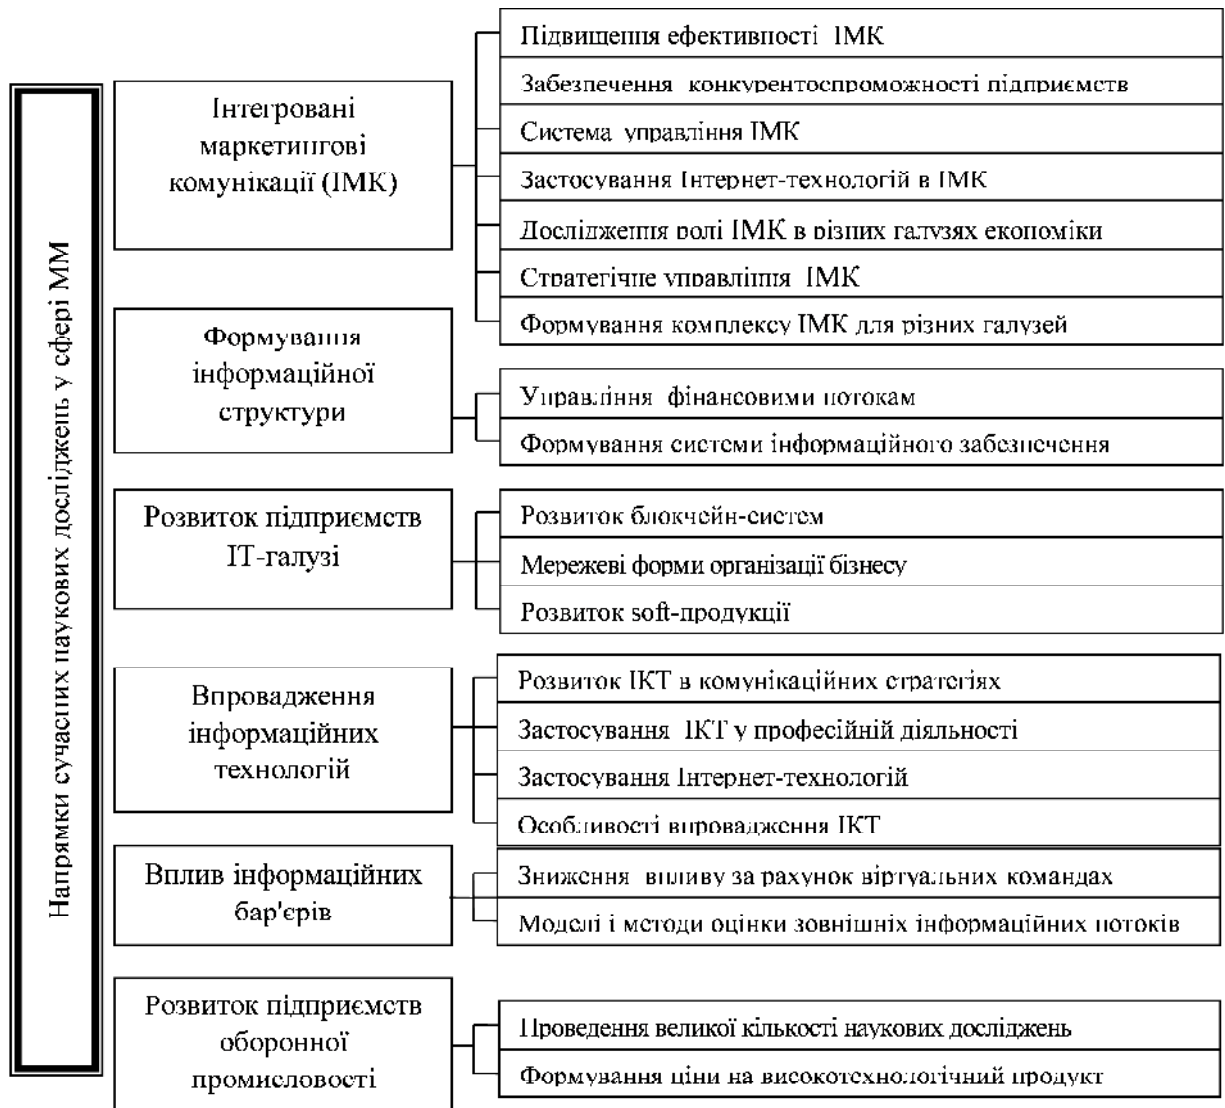 Напрямки сучасних наукових досліджень у сфері ММ
Інтегровані
маркетингові
комунікації (ІМК)
Підвищення ефективності ІМК
Забезпечення конкурентоспроможності підприємств
Система управління ІМК
Застосування Інтернет-технологій в ІМК
Дослідження ролі ІМК в різних галузях економіки
Стратегічне управління ІМК
Формування комплексу ІМК для різних галузей
Формування
інформаційної
структури
Управління фінансовими потокам
Формування системи інформаційного забезпечення
Розвиток підприємств
ІТ-галузі
Розвиток блокчейн-систем
Мережеві форми організації бізнесу
Розвиток soft-продукції
Впровадження
інформаційних
технологій
Розвиток ІКТ в комунікаційних стратегіях
Застосування ІКТ у професійній діяльності
Застосування Інтернет-технологій
Особливості впровадження ІКТ
Вплив інформаційних
бар'єрів
Зниження впливу за рахунок віртуальних командах
Моделі і методи оцінки зовнішніх інформаційних потоків
Розвиток підприємств
оборонної
промисловості
Проведення великої кількості наукових досліджень
Формування ціни на високотехнологічний продукт